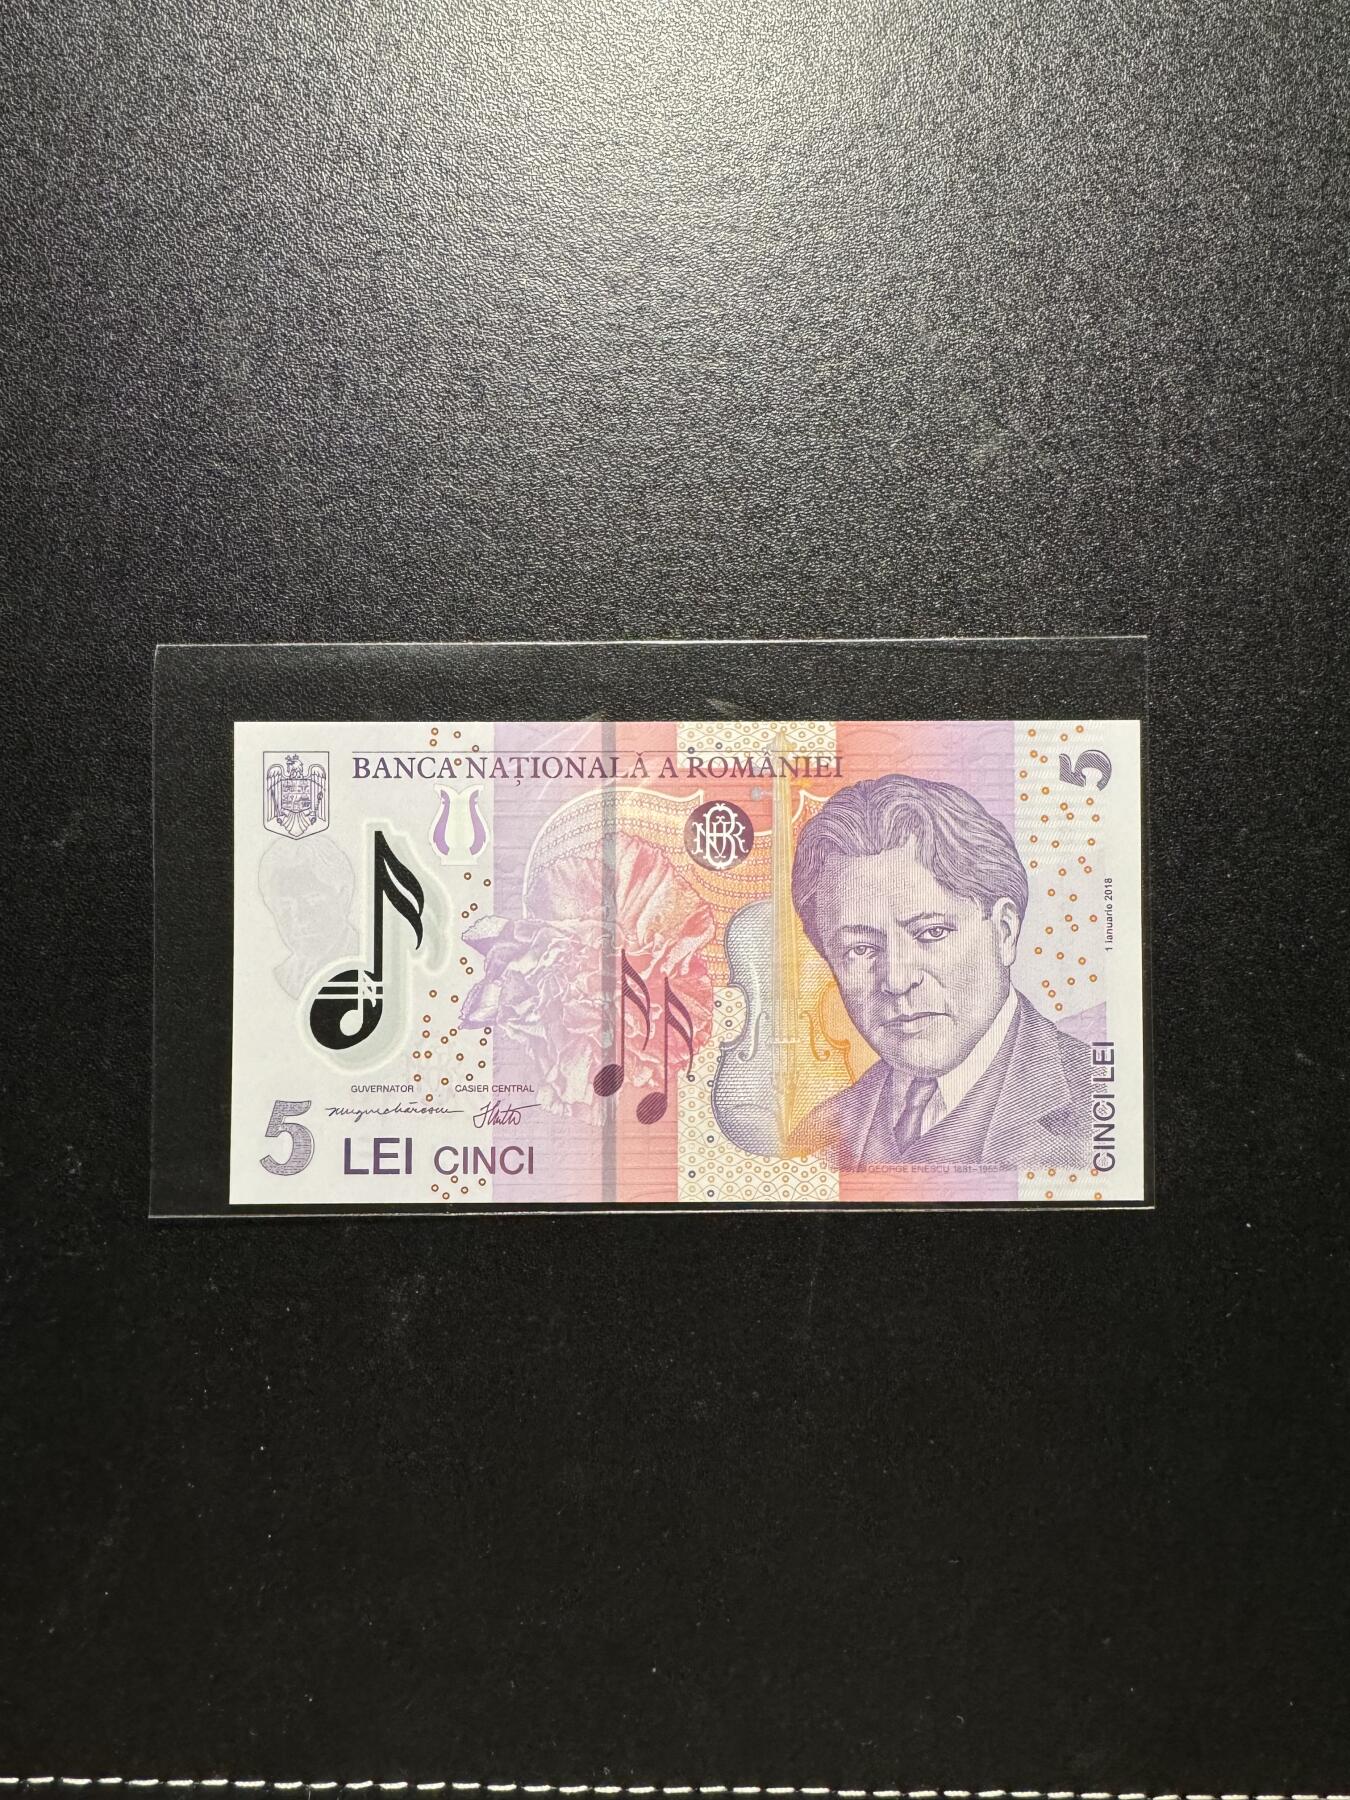 BANCA NAȚIONALĂ A ROMÂNIEI
5
NBR
1 ianuarie 2018
GUVERNATOR
CASIER CENTRAL
5
LEI CINCI
GEORGE ENESCU 1881-1955
CINCI LEI